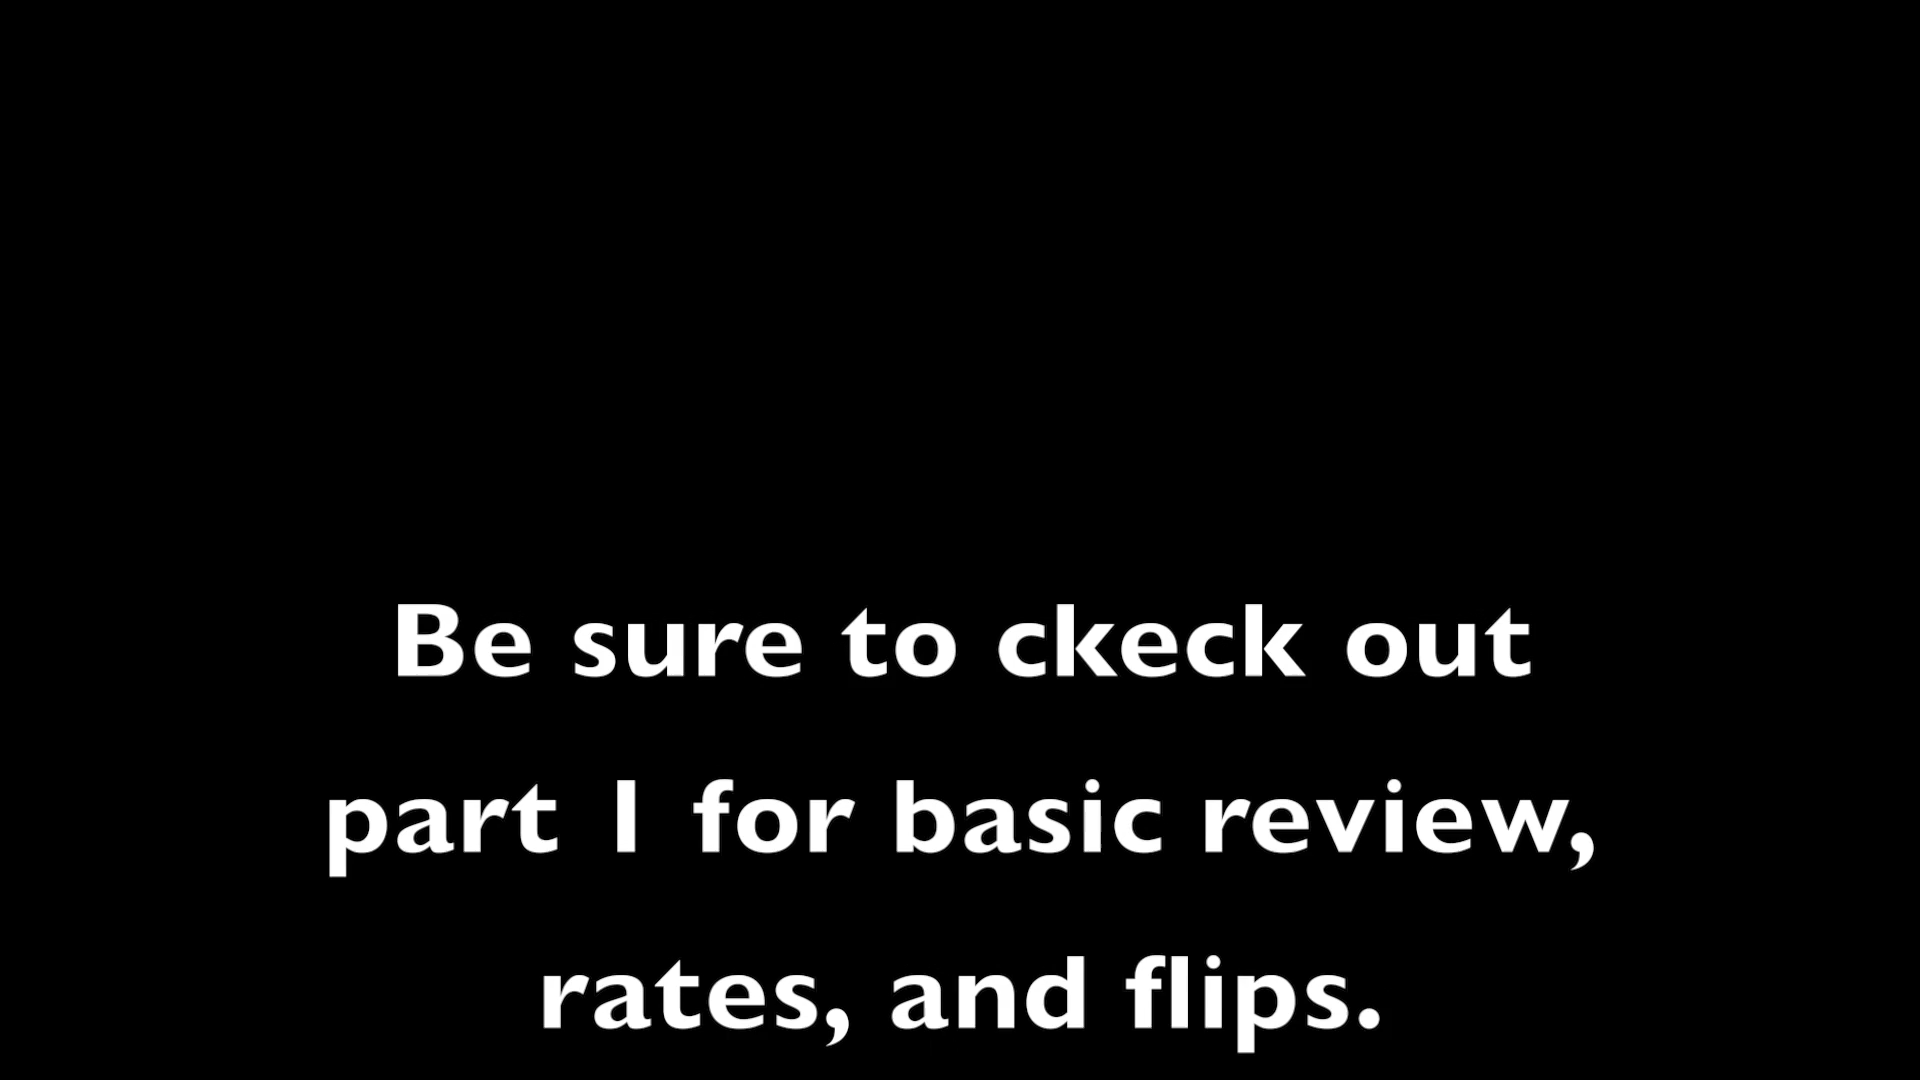 Be sure to ckeck out
part 1 for basic review,
rates, and flips.